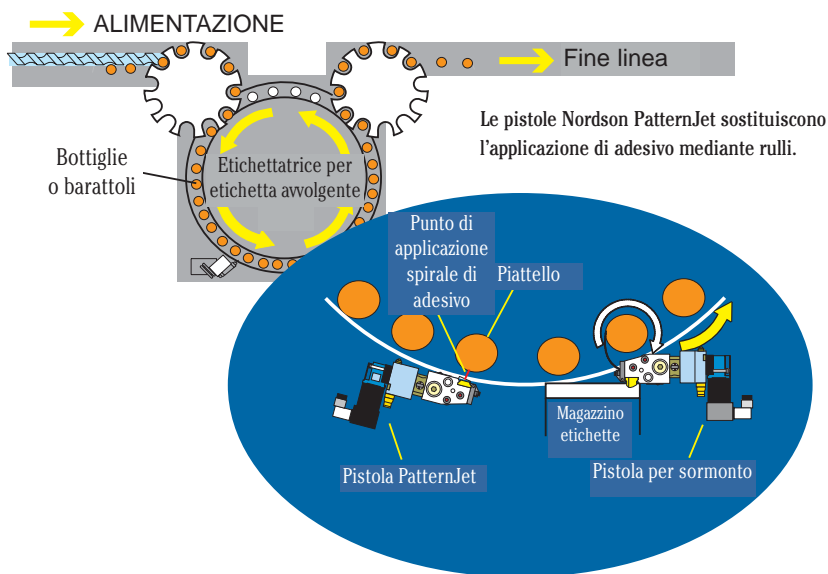 ALIMENTAZIONE
Fine linea
Le pistole Nordson PatternJet sostituiscono
l'applicazione di adesivo mediante rulli.
Bottiglie
o barattoli
Etichettatrice per
etichetta avvolgente
Punto di
applicazione
spirale di
adesivo
Piattello
Magazzino
etichette
Pistola PatternJet
Pistola per sormonto